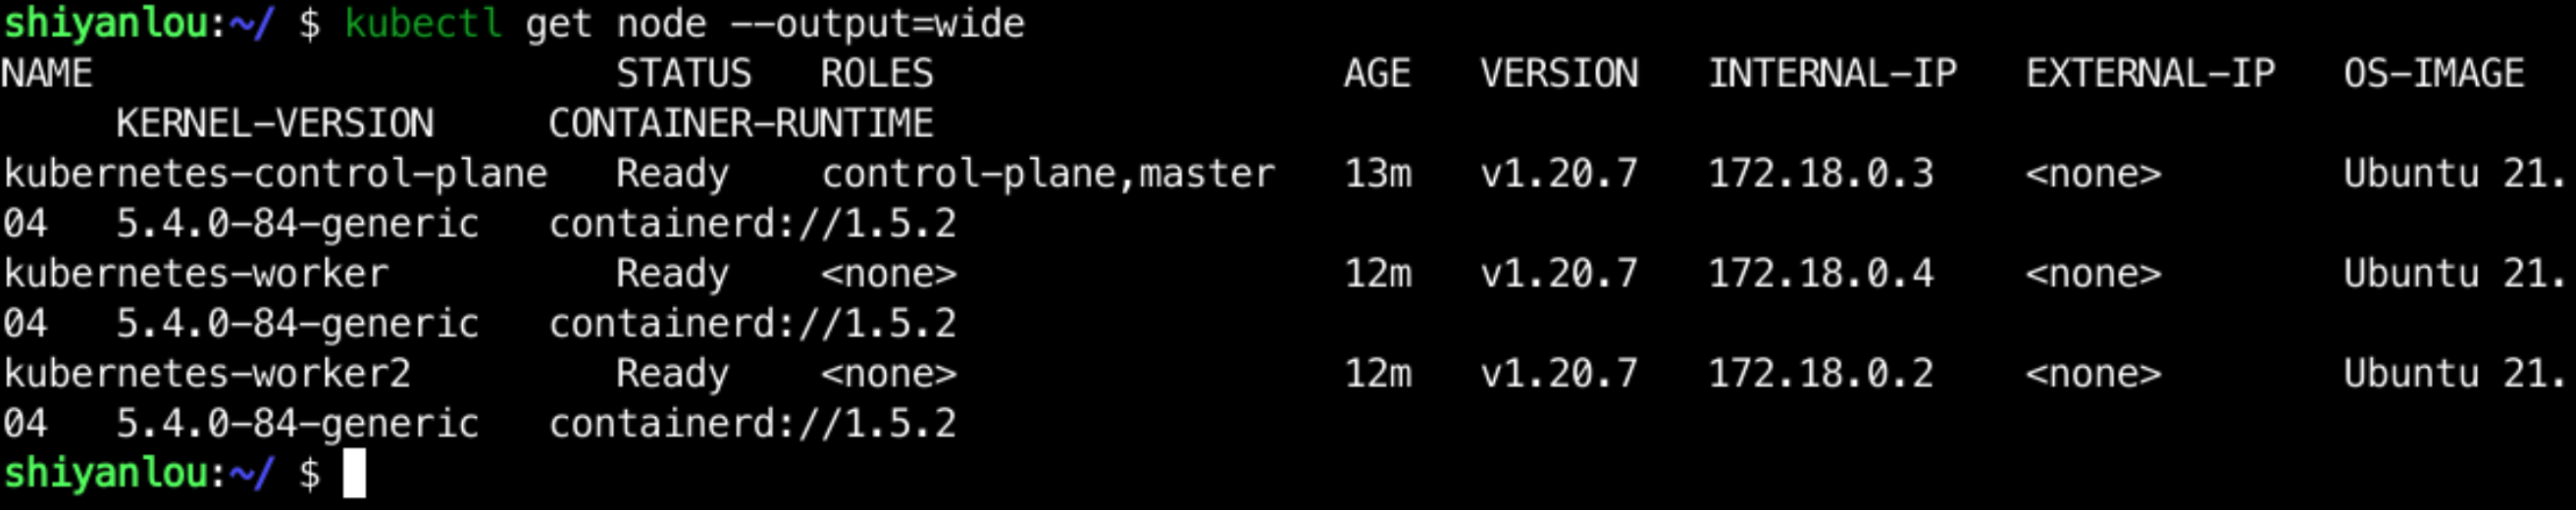 shiyanlou:~/ $ kubectl get node --output=wide
NAME                       STATUS   ROLES                  AGE   VERSION   INTERNAL-IP   EXTERNAL-IP   OS-IMAGE
     KERNEL-VERSION     CONTAINER-RUNTIME
kubernetes-control-plane   Ready    control-plane,master   13m   v1.20.7   172.18.0.3    <none>        Ubuntu 21.
04   5.4.0-84-generic   containerd://1.5.2
kubernetes-worker          Ready    <none>                 12m   v1.20.7   172.18.0.4    <none>        Ubuntu 21.
04   5.4.0-84-generic   containerd://1.5.2
kubernetes-worker2         Ready    <none>                 12m   v1.20.7   172.18.0.2    <none>        Ubuntu 21.
04   5.4.0-84-generic   containerd://1.5.2
shiyanlou:~/ $